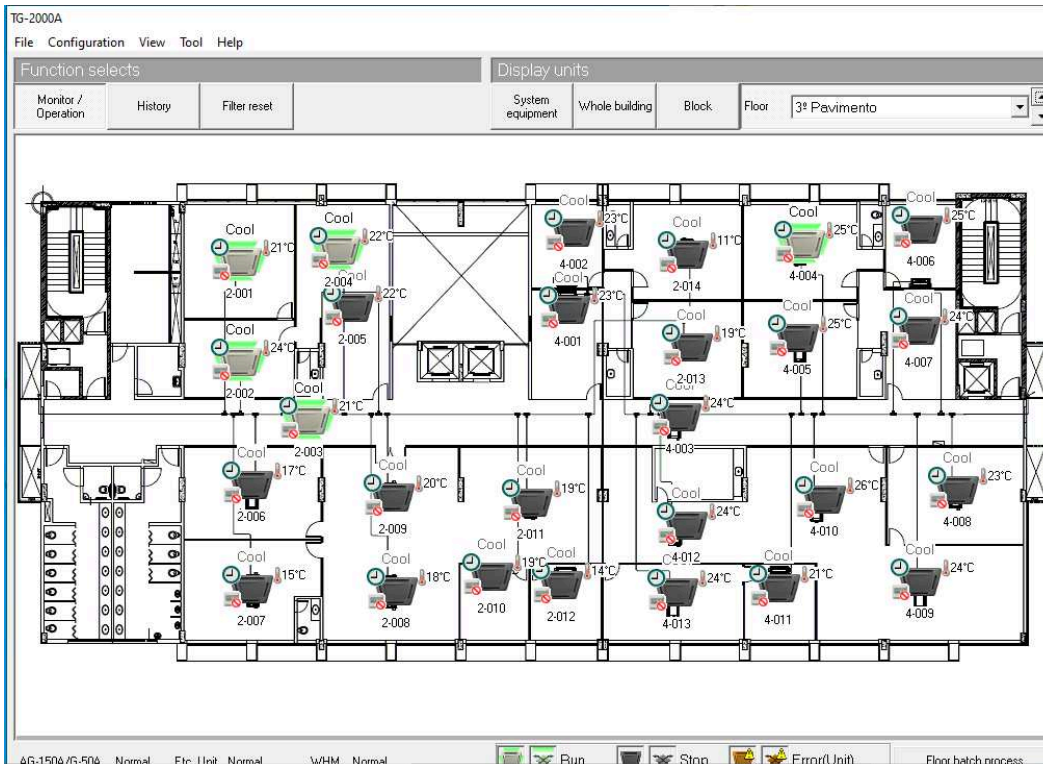 TG-2000A
File Configuration View Tool Help
Function selects Display units
Monitor / Operation History Filter reset System equipment Whole building Block Floor 3º Pavimento
Cool 21°C 2-001
Cool 22°C 2-004
Cool 22°C 2-005
Cool 23°C 4-002
Cool 23°C 4-001
Cool 11°C 2-014
Cool 25°C 4-004
Cool 25°C 4-006
Cool 24°C 2-002
Cool 19°C 2-013
Cool 25°C 4-005
Cool 24°C 4-007
Cool 21°C 2-003
Cool 24°C 4-003
Cool 17°C 2-006
Cool 20°C 2-009
Cool 19°C 2-011
Cool 24°C 4-012
Cool 26°C 4-010
Cool 23°C 4-008
Cool 15°C 2-007
Cool 18°C 2-008
Cool 19°C 2-010
Cool 14°C 2-012
Cool 24°C 4-013
Cool 21°C 4-011
Cool 24°C 4-009
AG-150A/G-50A Normal Etc. Unit Normal WHM Normal Run Stop Error(Unit) Floor batch process